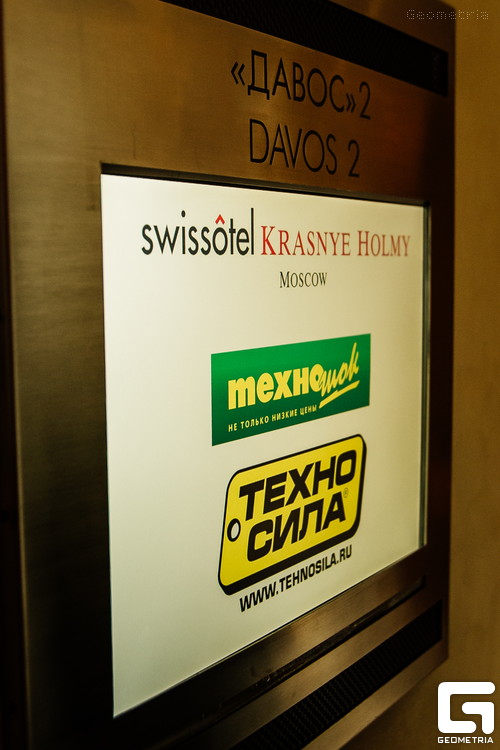 Geometria
«ДАВОС»2
DAVOS 2
swissôtel KRASNYE HOLMY
MOSCOW
техношок
НЕ ТОЛЬКО НИЗКИЕ ЦЕНЫ
ТЕХНО
СИЛА®
WWW.TEHNOSILA.RU
GEOMETRIA